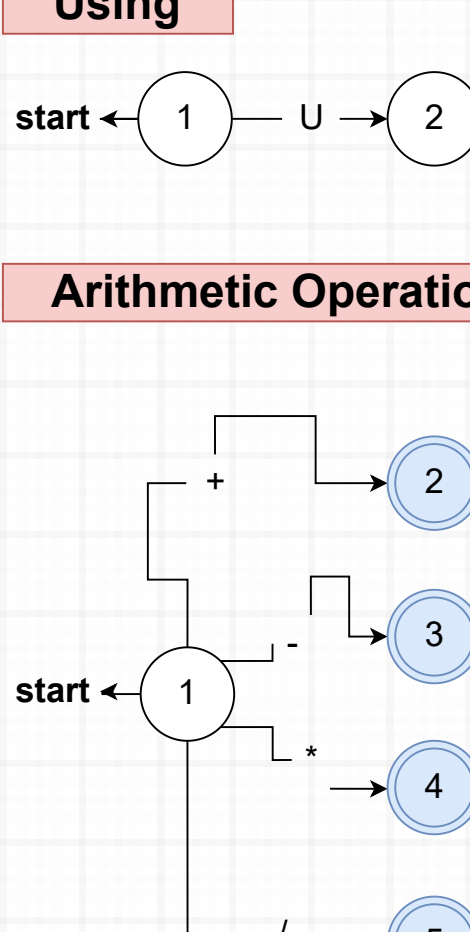 Using
start 1 U 2
Arithmetic Operatio
+ 2
- 3
start 1
* 4
/ 5